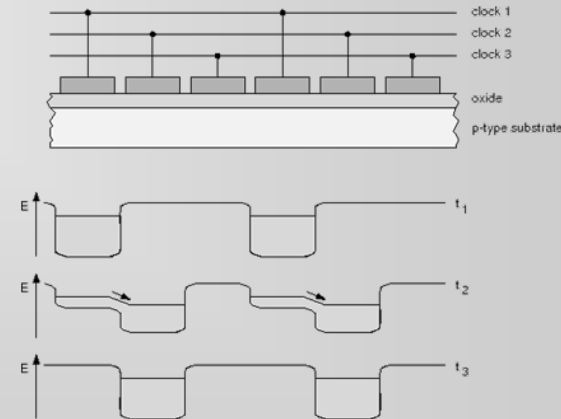 clock 1
clock 2
clock 3
oxide
p-type substrate
E
t1
E
t2
E
t3